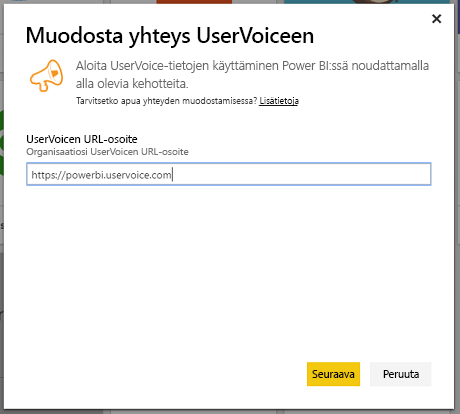 Muodosta yhteys UserVoiceen
Aloita UserVoice-tietojen käyttäminen Power BI:ssä noudattamalla
alla olevia kehotteita.
Tarvitsetko apua yhteyden muodostamisessa? Lisätietoja
UserVoicen URL-osoite
Organisaatiosi UserVoicen URL-osoite
https://powerbi.uservoice.com
Seuraava Peruuta